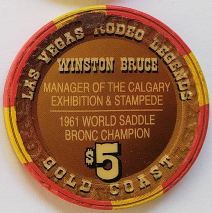 LAS VEGAS RODEO LEGENDS
WINSTON BRUCE
MANAGER OF THE CALGARY
EXHIBITION & STAMPEDE
1961 WORLD SADDLE
BRONC CHAMPION
$5
GOLD COAST